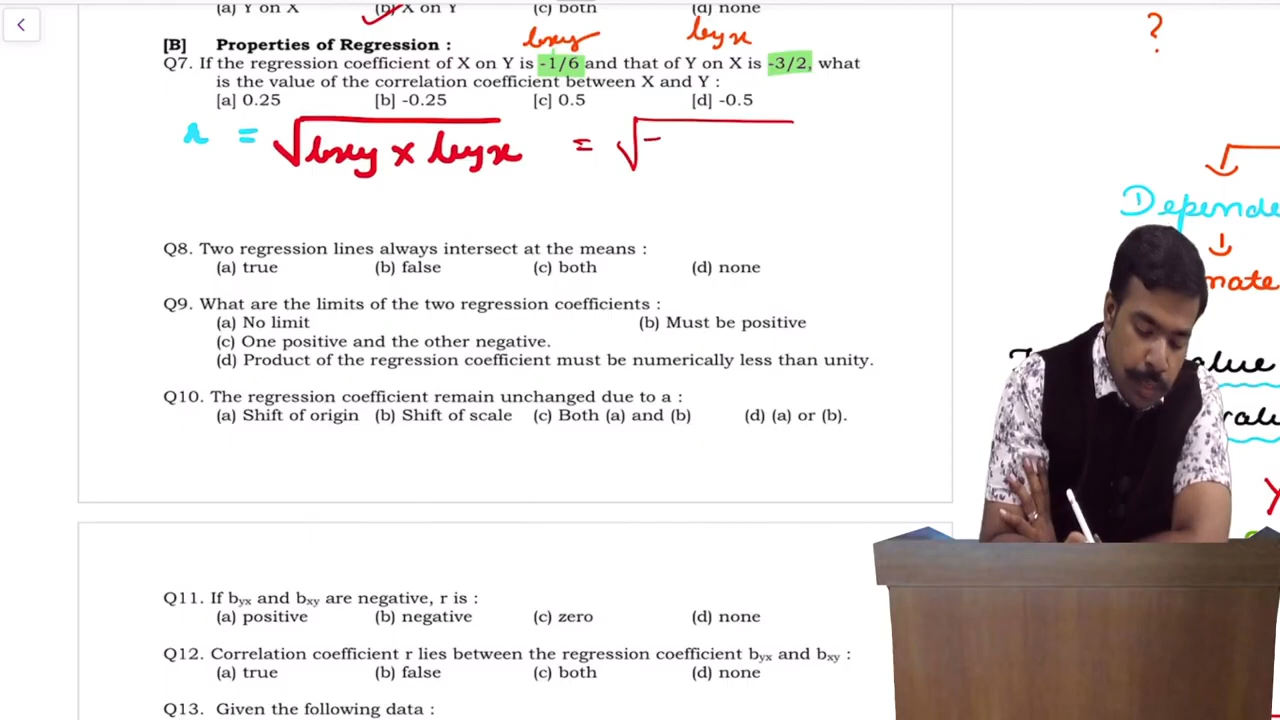 (a) Y on X (b) X on Y (c) both (d) none
?
[B] Properties of Regression : bxy byx
Q7. If the regression coefficient of X on Y is -1/6 and that of Y on X is -3/2, what
is the value of the correlation coefficient between X and Y :
[a] 0.25 [b] -0.25 [c] 0.5 [d] -0.5
r = √bxy × byx = √-
Depende
Q8. Two regression lines always intersect at the means :
(a) true (b) false (c) both (d) none
Q9. What are the limits of the two regression coefficients :
(a) No limit (b) Must be positive
(c) One positive and the other negative.
(d) Product of the regression coefficient must be numerically less than unity.
Q10. The regression coefficient remain unchanged due to a :
(a) Shift of origin (b) Shift of scale (c) Both (a) and (b) (d) (a) or (b).
Q11. If byx and bxy are negative, r is :
(a) positive (b) negative (c) zero (d) none
Q12. Correlation coefficient r lies between the regression coefficient byx and bxy :
(a) true (b) false (c) both (d) none
Q13. Given the following data :